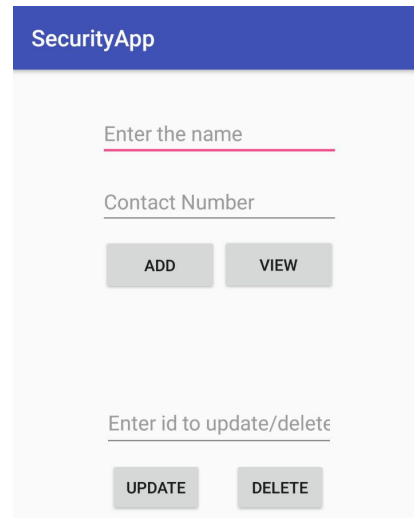 SecurityApp
Enter the name
Contact Number
ADD VIEW
Enter id to update/delete
UPDATE DELETE